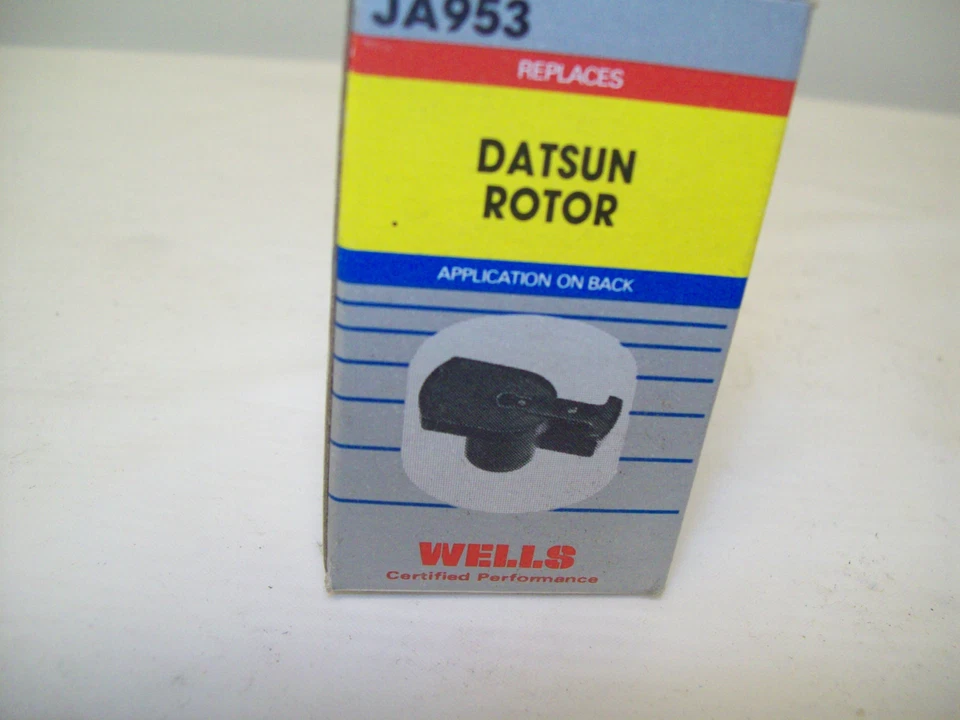 JA953
REPLACES
DATSUN
ROTOR
APPLICATION ON BACK
WELLS
Certified Performance